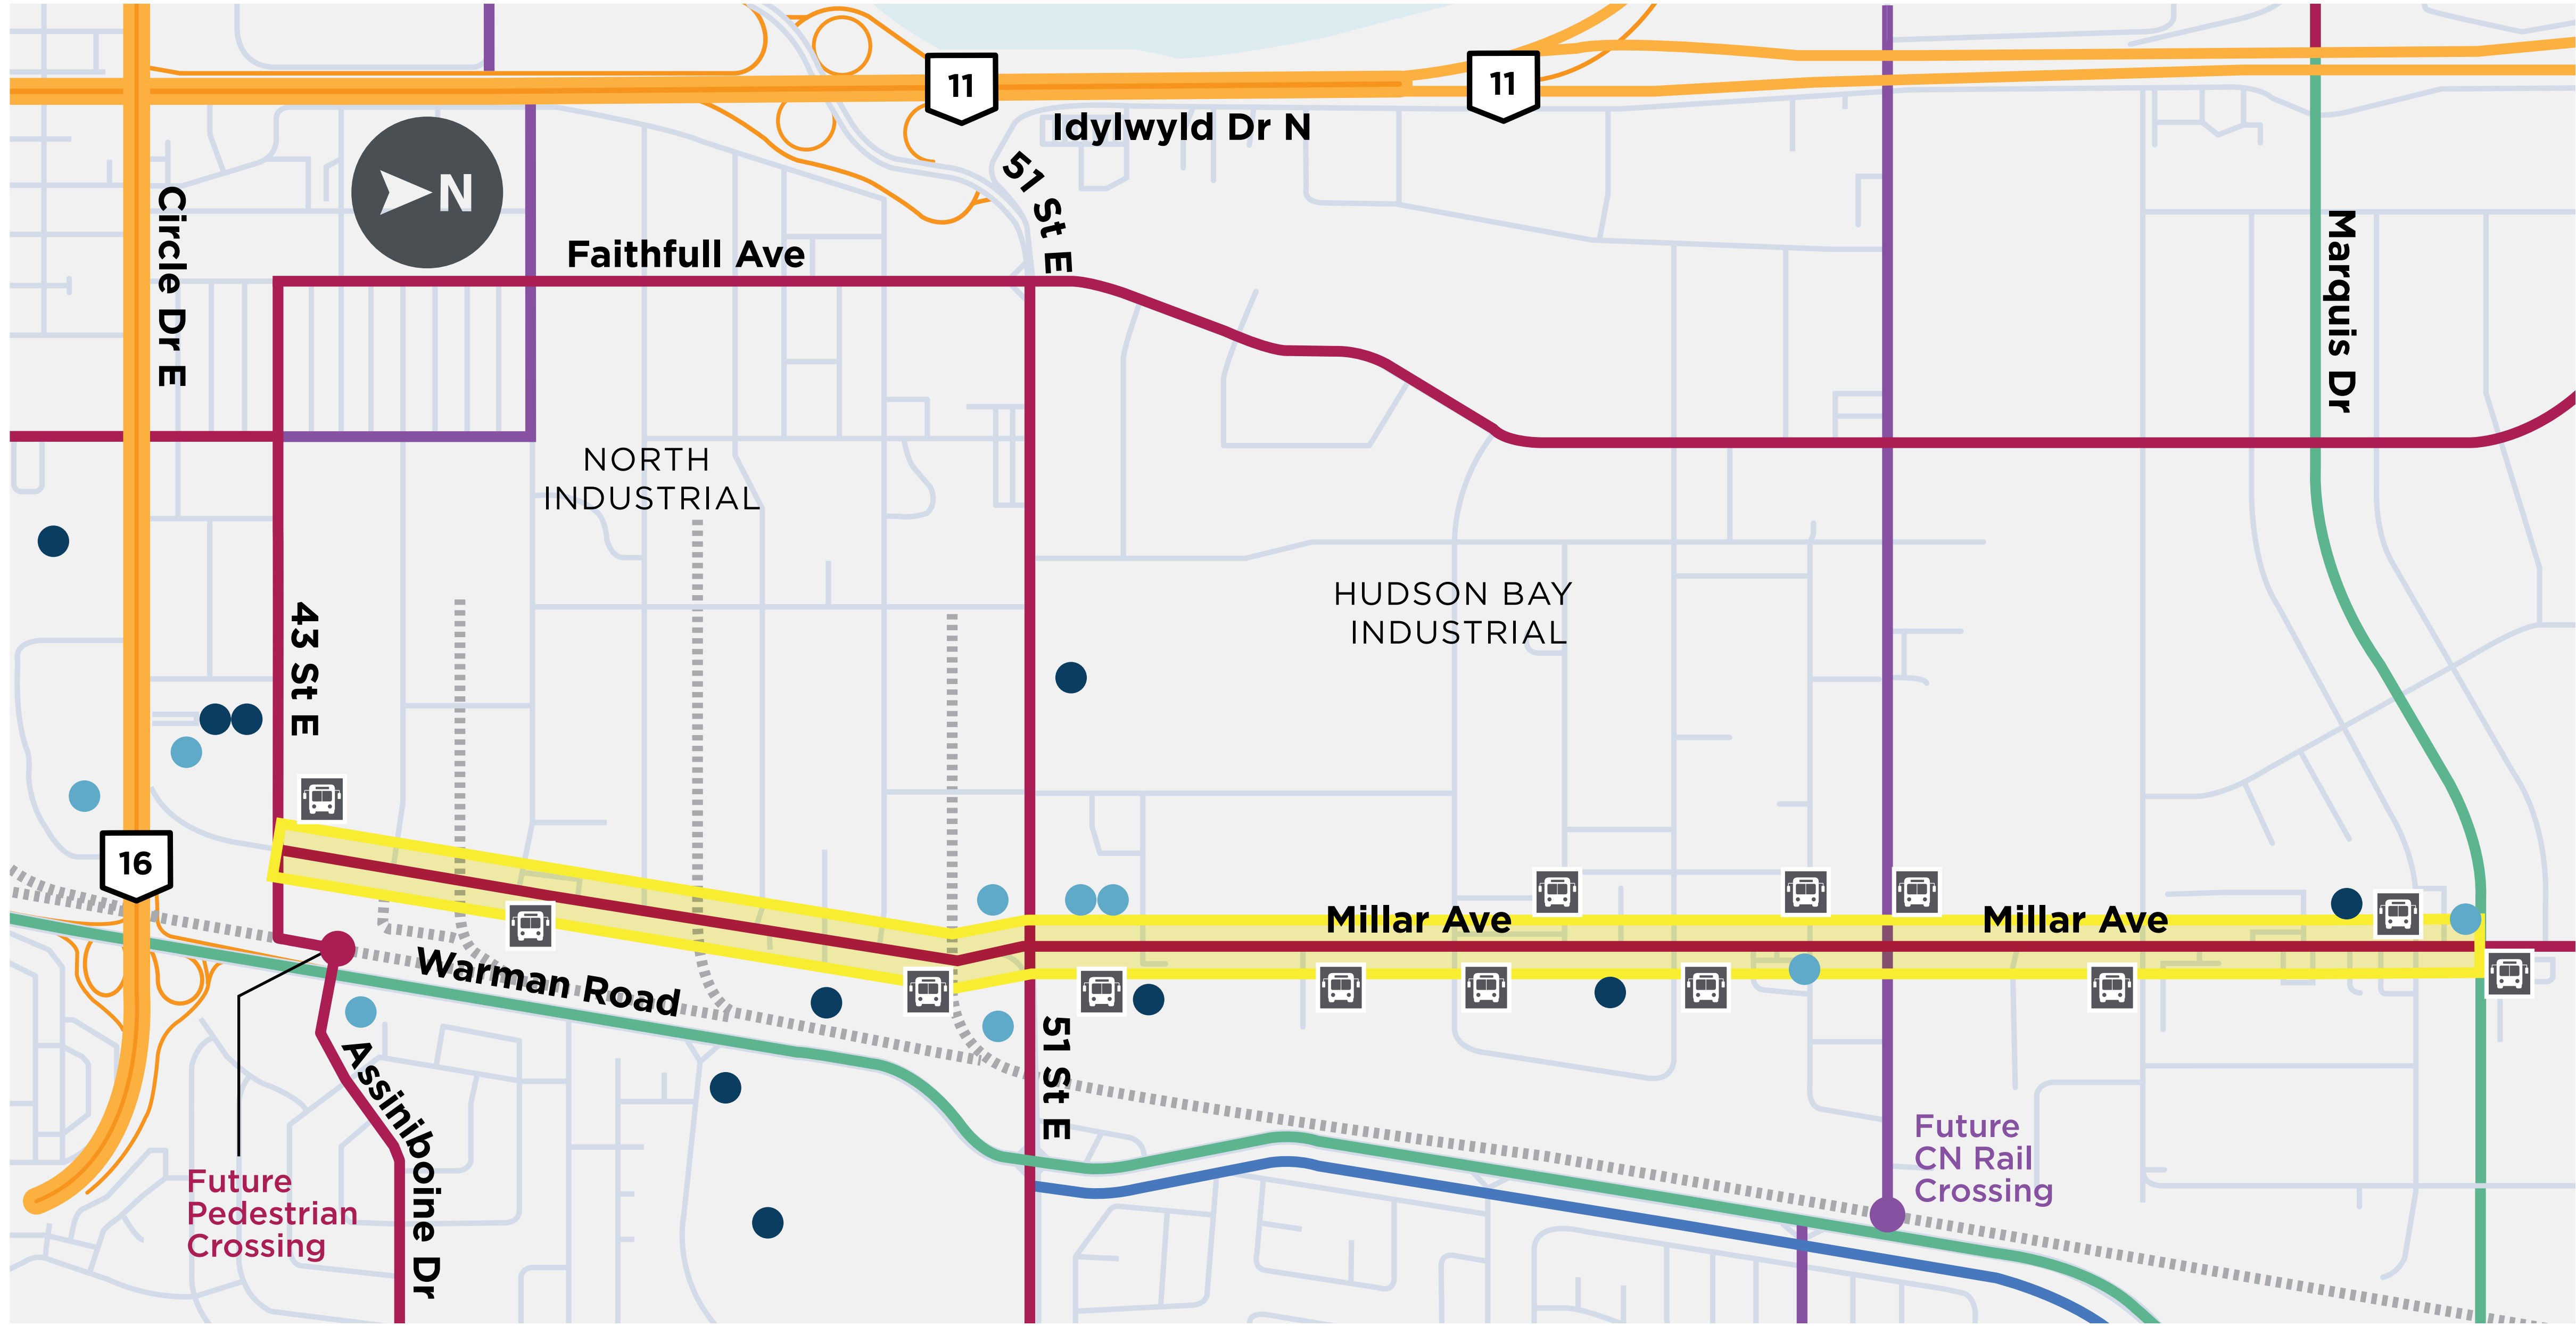 11
11
Idylwyld Dr N
51 St E
N
Circle Dr E
Faithfull Ave
Marquis Dr
NORTH
INDUSTRIAL
HUDSON BAY
INDUSTRIAL
43 St E
16
Millar Ave
Millar Ave
Warman Road
51 St E
Assiniboine Dr
Future
Pedestrian
Crossing
Future
CN Rail
Crossing